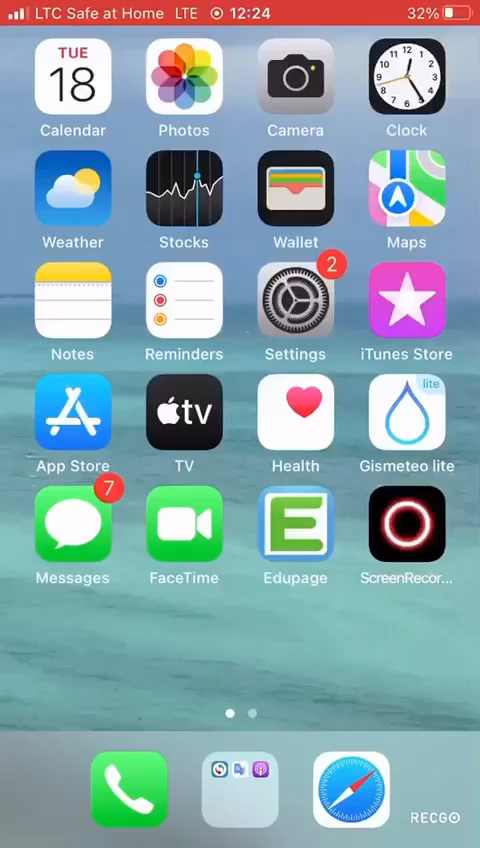 LTC Safe at Home LTE 12:24 32%
TUE
18
Calendar Photos Camera Clock
Weather Stocks Wallet Maps
2
Notes Reminders Settings iTunes Store
tv
lite
App Store TV Health Gismeteo lite
7
E
Messages FaceTime Edupage ScreenRecor...
RECGO